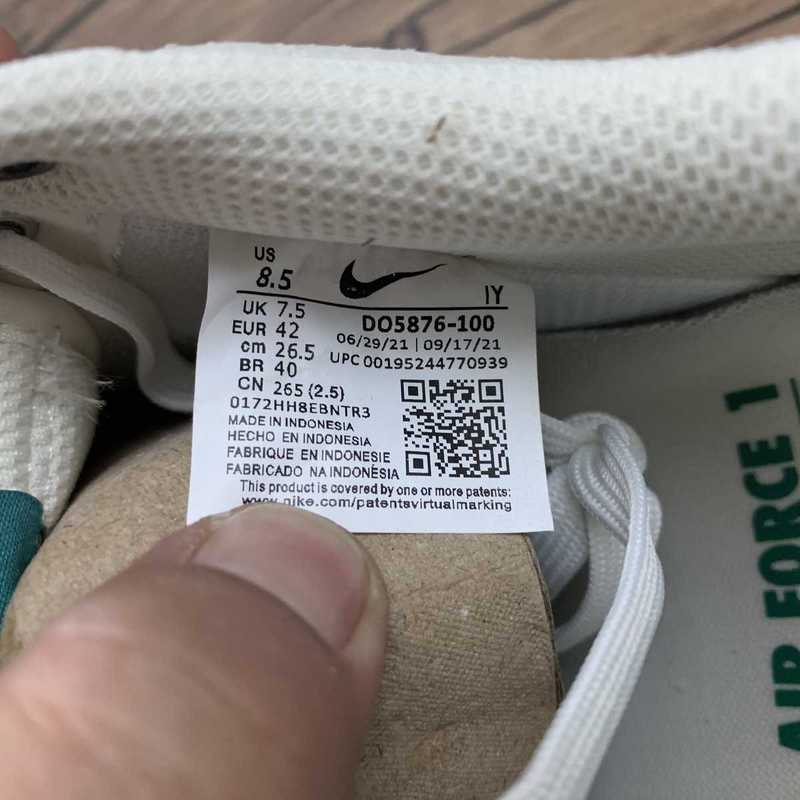 US
8.5
IY
UK 7.5
EUR 42
cm 26.5
BR 40
CN 265 (2.5)
DO5876-100
06/29/21 | 09/17/21
UPC 00195244770939
0172HH8EBNTR3
MADE IN INDONESIA
HECHO EN INDONESIA
FABRIQUE EN INDONESIE
FABRICADO NA INDONÉSIA
This product is covered by one or more patents:
www.nike.com/patentsvirtualmarking
AIR FORCE 1